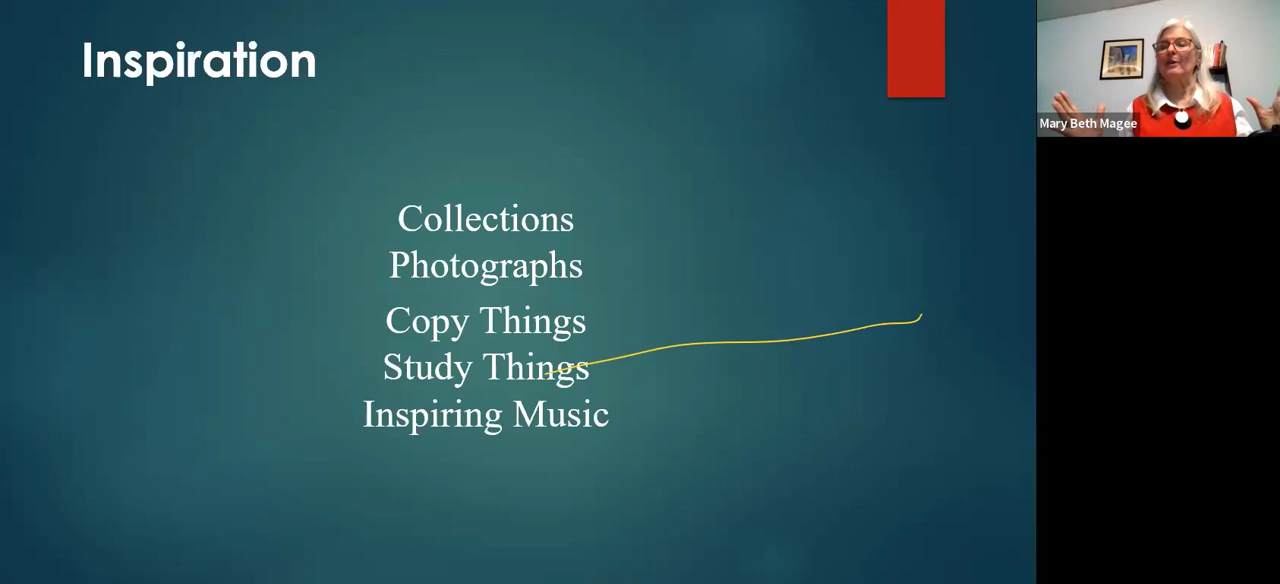 Inspiration
Collections
Photographs
Copy Things
Study Things
Inspiring Music
Mary Beth Magee